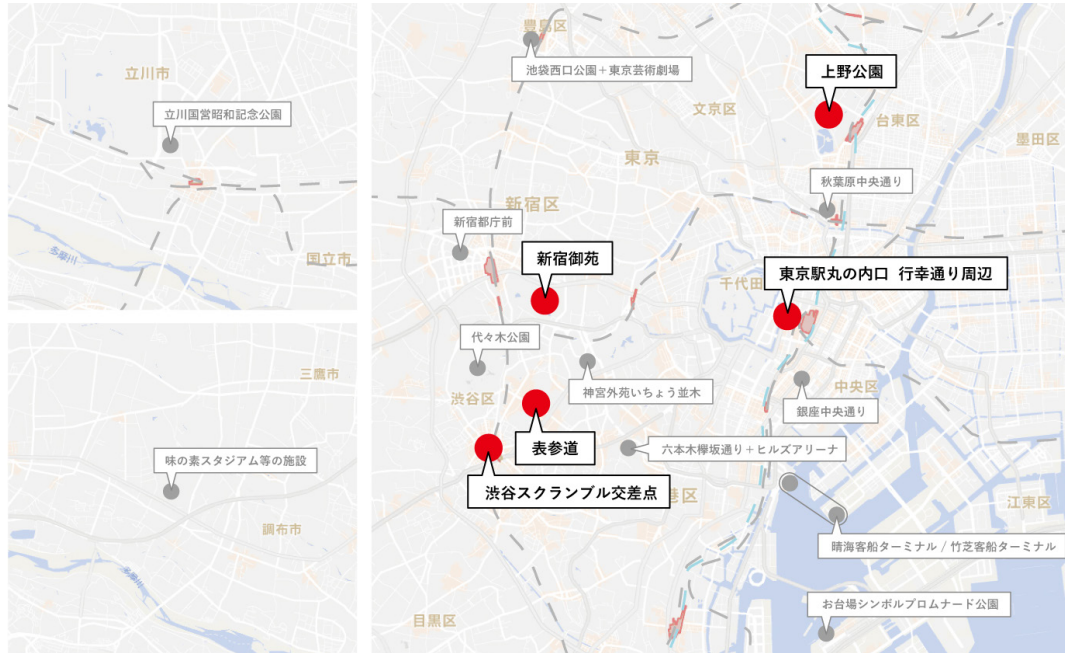 立川市
立川国営昭和記念公園
国立市
多摩川
三鷹市
味の素スタジアム等の施設
調布市
多摩川
豊島区
池袋西口公園＋東京芸術劇場
上野公園
文京区
台東区
墨田区
東京
秋葉原中央通り
新宿区
新宿都庁前
新宿御苑
千代田
東京駅丸の内口 行幸通り周辺
代々木公園
神宮外苑いちょう並木
中央区
渋谷区
銀座中央通り
表参道
六本木欅坂通り＋ヒルズアリーナ
渋谷スクランブル交差点
港区
江東区
晴海客船ターミナル / 竹芝客船ターミナル
お台場シンボルプロムナード公園
目黒区